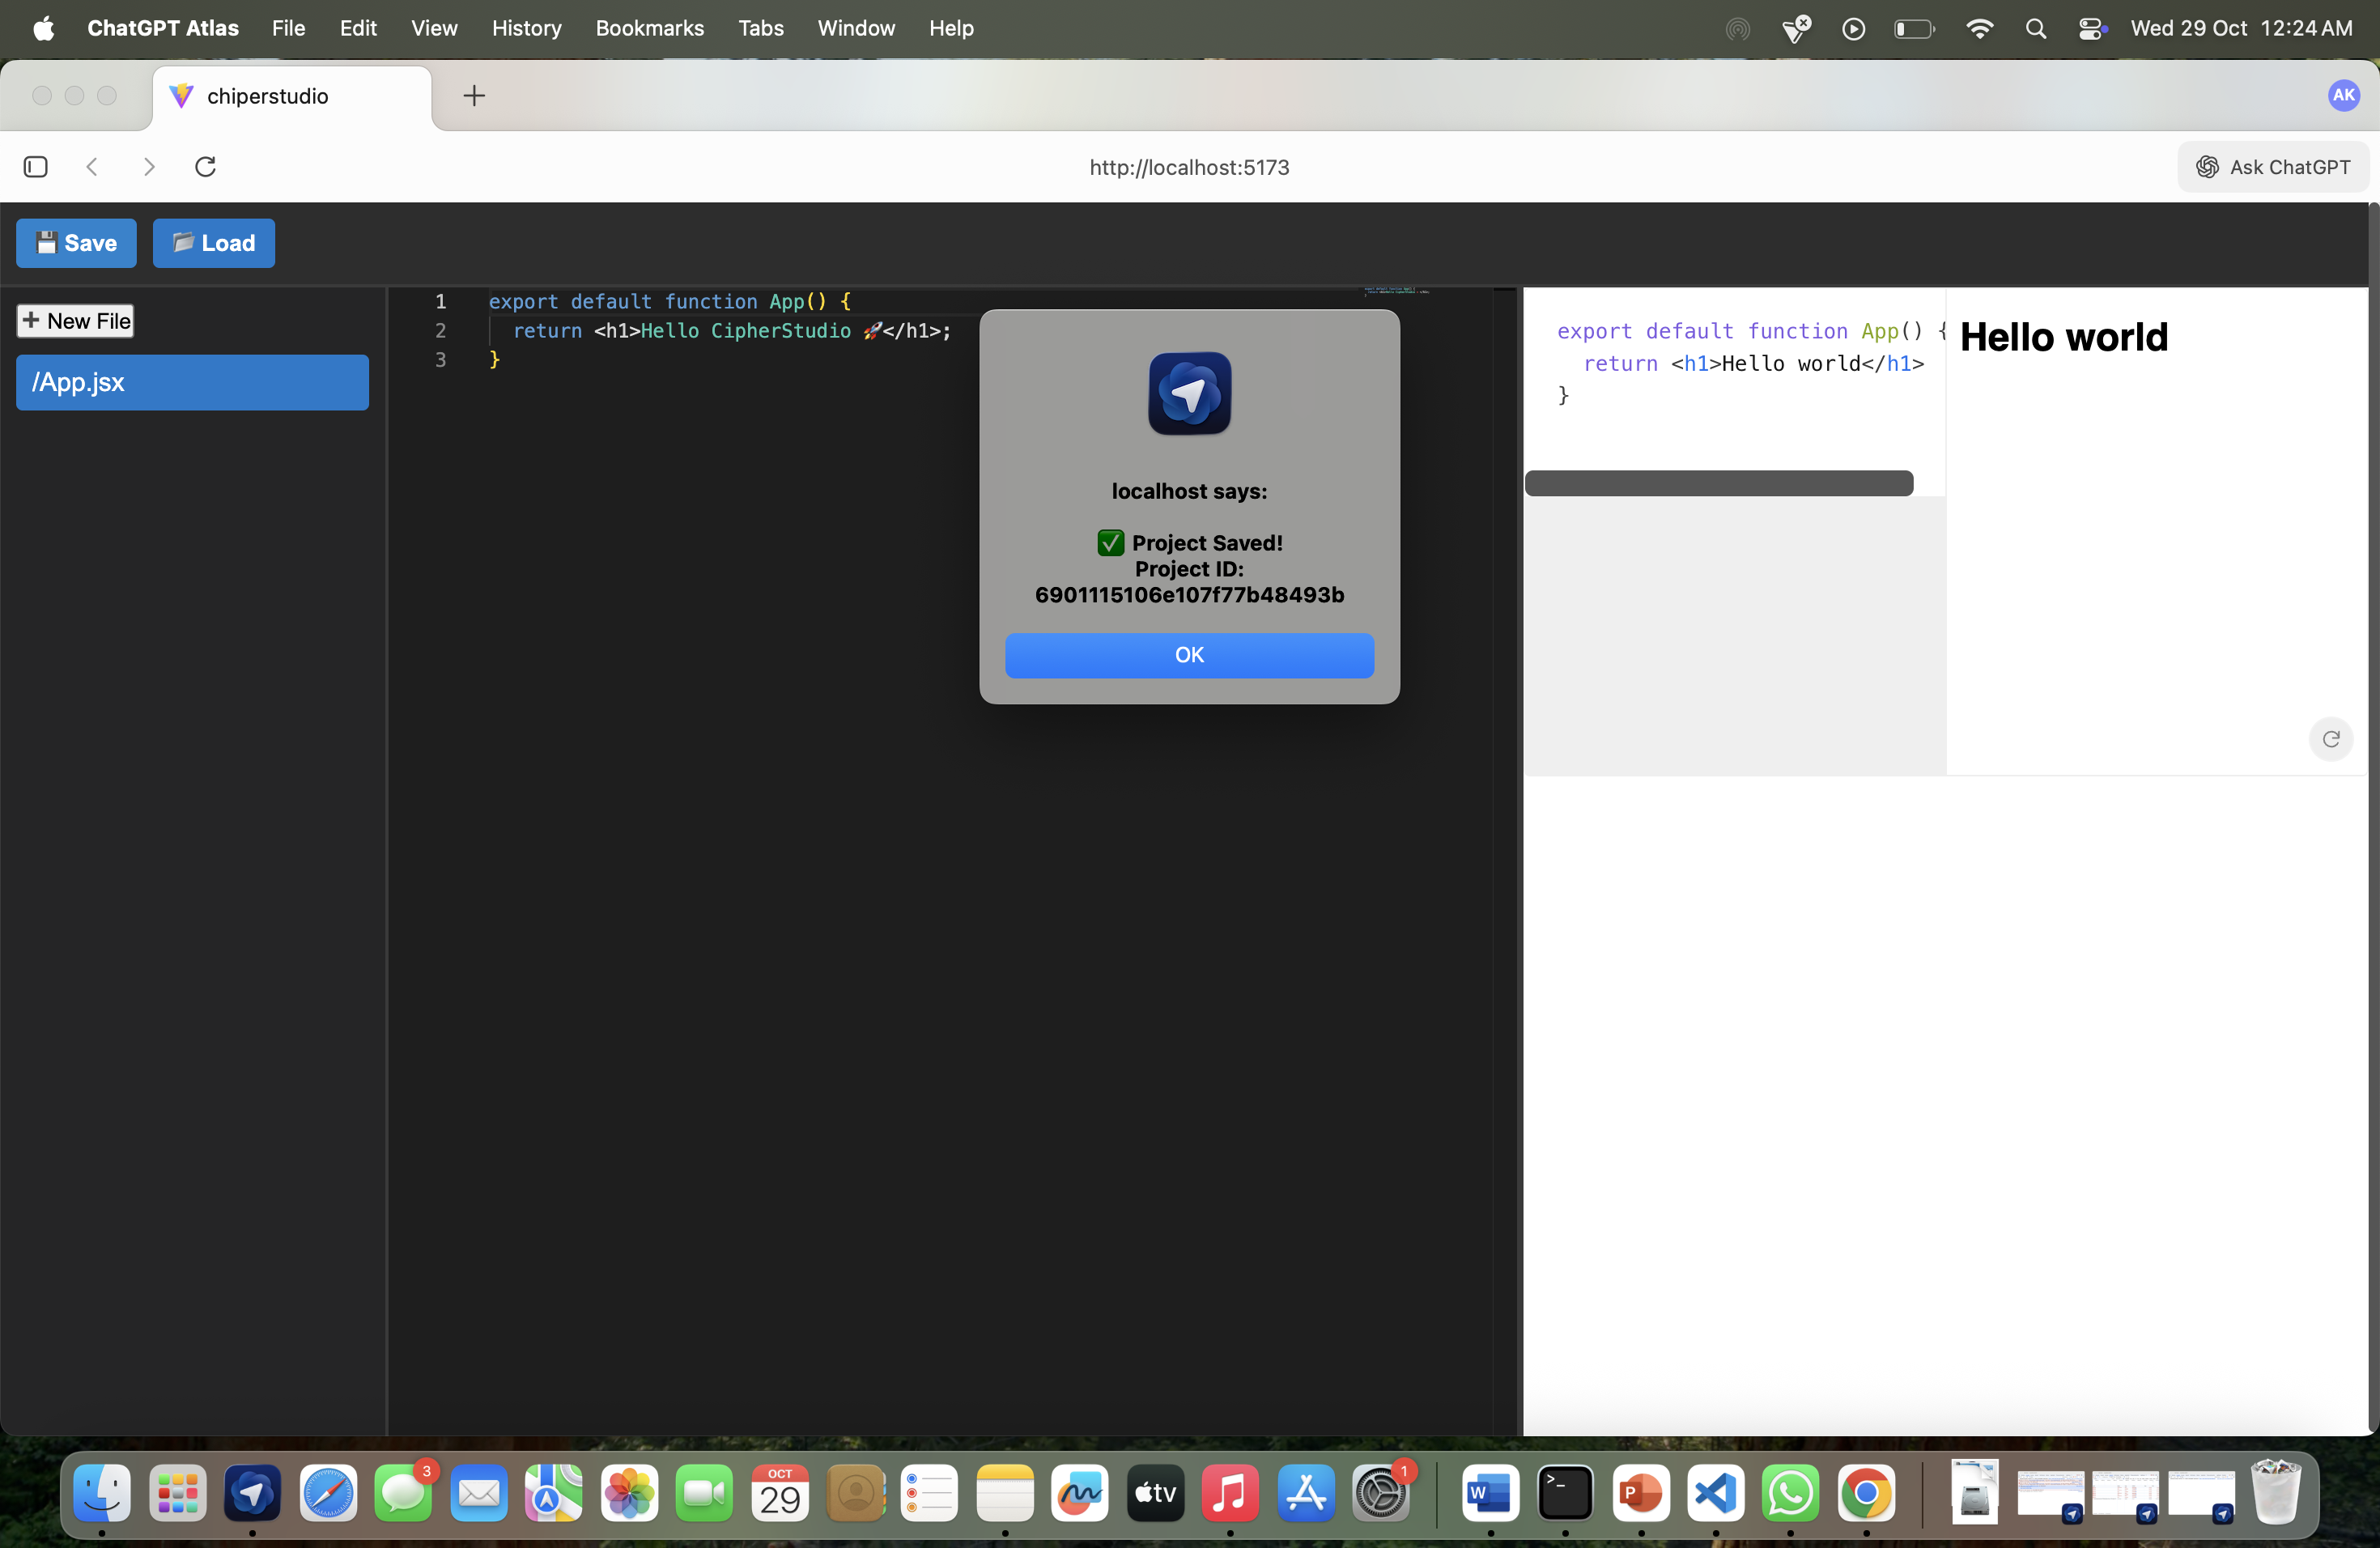 ChatGPT Atlas File Edit View History Bookmarks Tabs Window Help Wed 29 Oct 12:24 AM
chiperstudio
AK
http://localhost:5173
Ask ChatGPT
💾 Save 📂 Load
+ New File
/App.jsx
1 export default function App() {
2 return <h1>Hello CipherStudio 🚀</h1>;
3 }
localhost says:
✅ Project Saved!
Project ID:
6901115106e107f77b48493b
OK
export default function App() {
return <h1>Hello world</h1>
}
Hello world
3
OCT
29
tv
1
W
>_
P